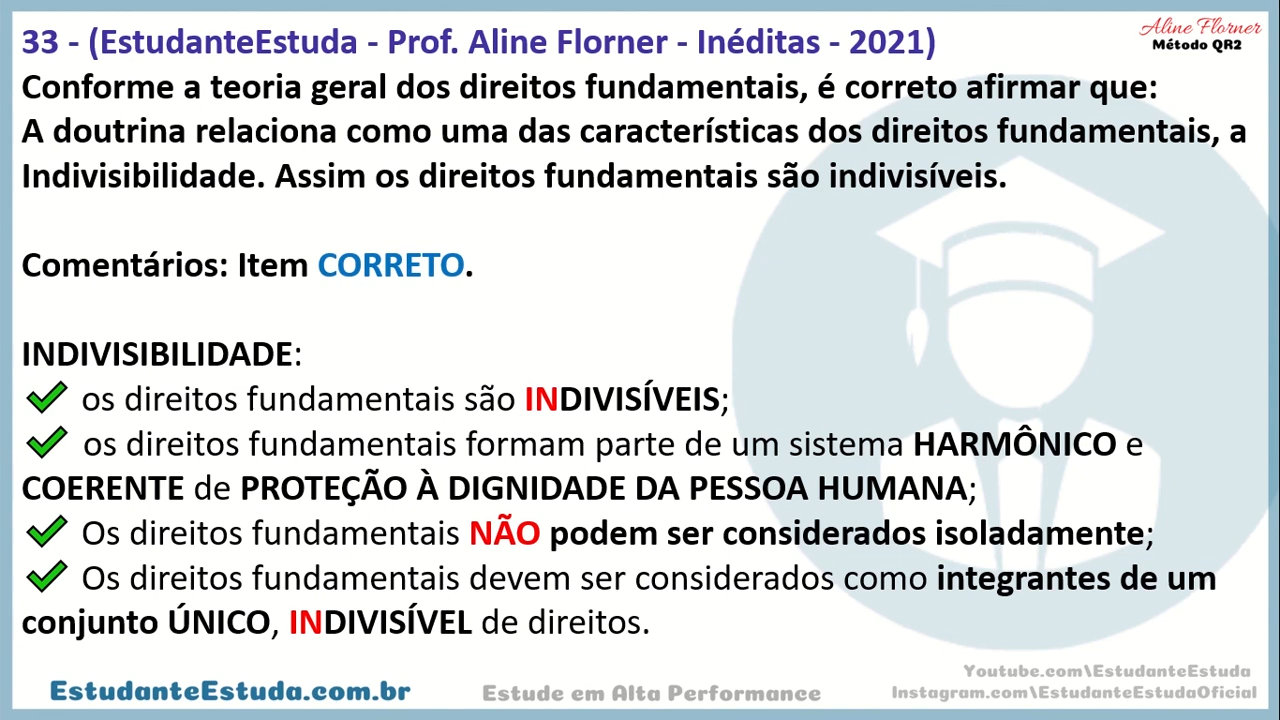 33 - (EstudanteEstuda - Prof. Aline Florner - Inéditas - 2021)
Aline Florner
Método QR2
Conforme a teoria geral dos direitos fundamentais, é correto afirmar que:
A doutrina relaciona como uma das características dos direitos fundamentais, a
Indivisibilidade. Assim os direitos fundamentais são indivisíveis.
Comentários: Item CORRETO.
INDIVISIBILIDADE:
os direitos fundamentais são INDIVISÍVEIS;
os direitos fundamentais formam parte de um sistema HARMÔNICO e
COERENTE de PROTEÇÃO À DIGNIDADE DA PESSOA HUMANA;
Os direitos fundamentais NÃO podem ser considerados isoladamente;
Os direitos fundamentais devem ser considerados como integrantes de um
conjunto ÚNICO, INDIVISÍVEL de direitos.
EstudanteEstuda.com.br
Estude em Alta Performance
Youtube.com\EstudanteEstuda
Instagram.com\EstudanteEstudaOficial